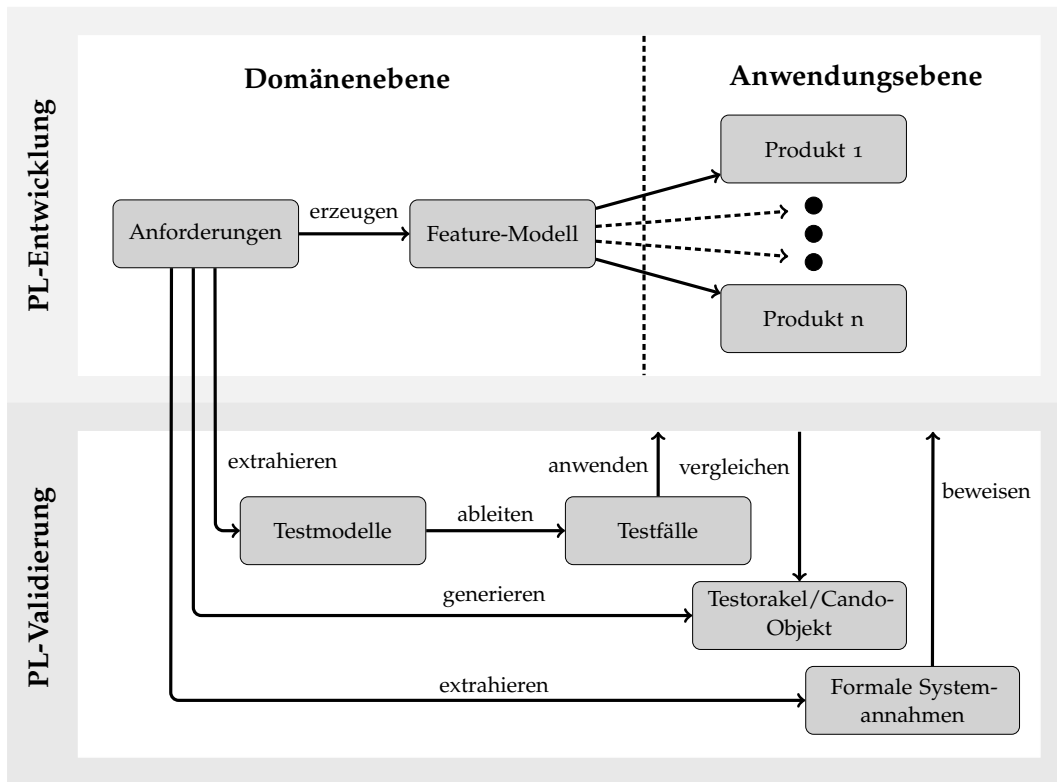 PL-Entwicklung
Domänenebene
Anwendungsebene
Produkt 1
erzeugen
Anforderungen
Feature-Modell
Produkt n
PL-Validierung
extrahieren
anwenden
vergleichen
beweisen
Testmodelle
ableiten
Testfälle
generieren
Testorakel/Cando-
Objekt
extrahieren
Formale System-
annahmen